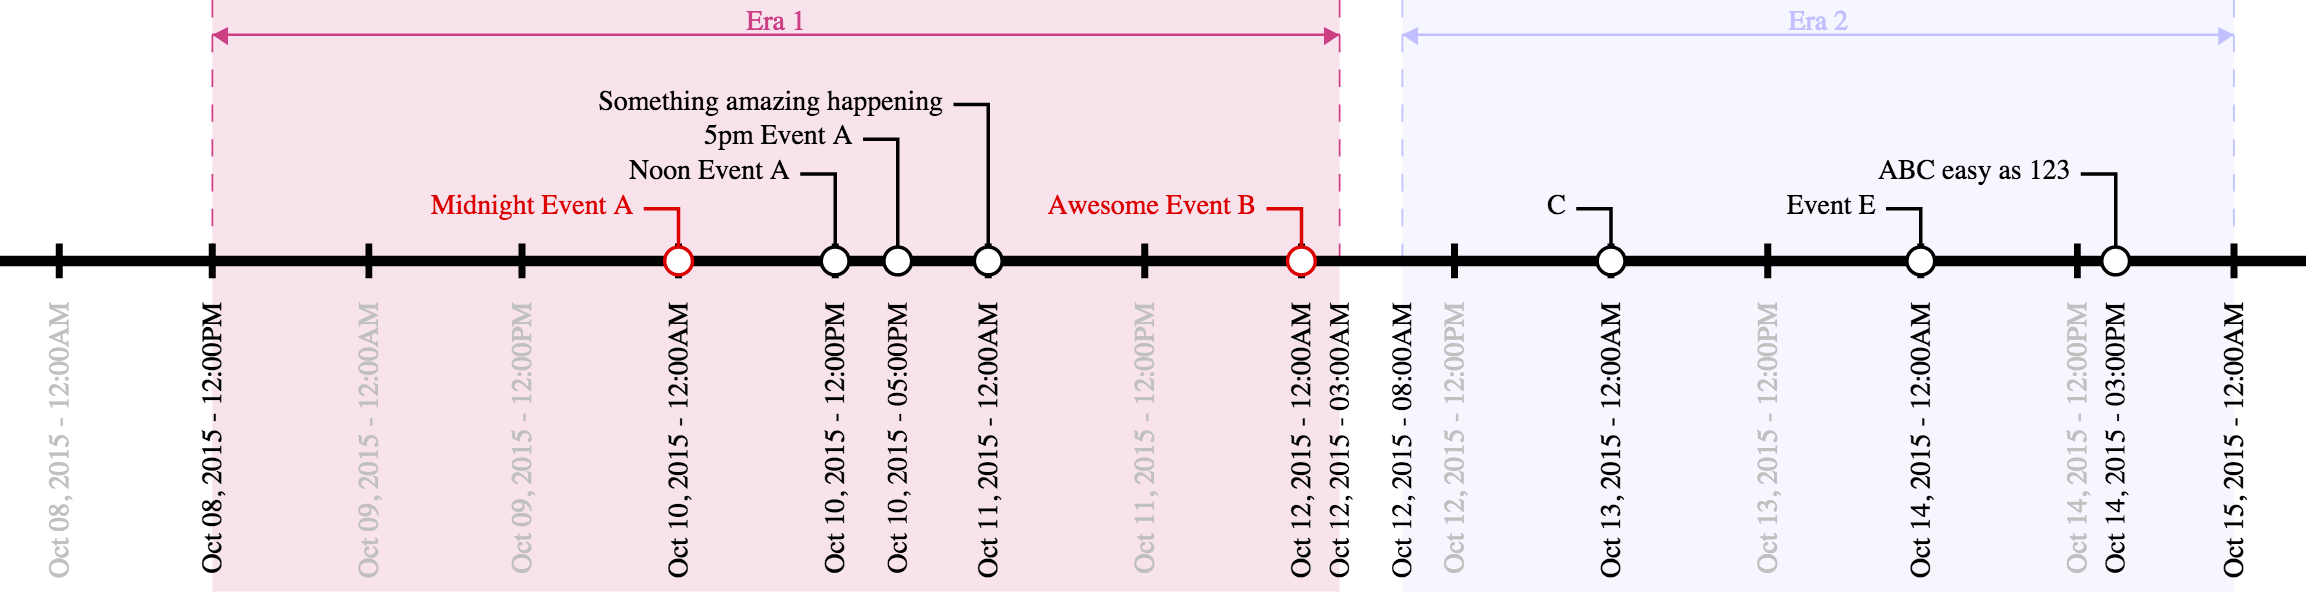 Era 1
Era 2
Something amazing happening
5pm Event A
Noon Event A
ABC easy as 123
Midnight Event A
Awesome Event B
C
Event E
Oct 08, 2015 - 12:00AM
Oct 08, 2015 - 12:00PM
Oct 09, 2015 - 12:00AM
Oct 09, 2015 - 12:00PM
Oct 10, 2015 - 12:00AM
Oct 10, 2015 - 12:00PM
Oct 10, 2015 - 05:00PM
Oct 11, 2015 - 12:00AM
Oct 11, 2015 - 12:00PM
Oct 12, 2015 - 12:00AM
Oct 12, 2015 - 03:00AM
Oct 12, 2015 - 08:00AM
Oct 12, 2015 - 12:00PM
Oct 13, 2015 - 12:00AM
Oct 13, 2015 - 12:00PM
Oct 14, 2015 - 12:00AM
Oct 14, 2015 - 12:00PM
Oct 14, 2015 - 03:00PM
Oct 15, 2015 - 12:00AM